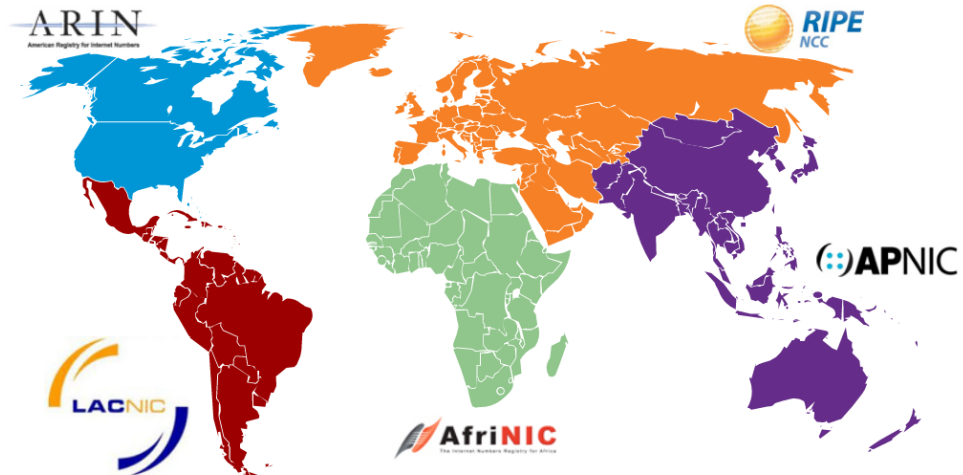 ARIN
American Registry for Internet Numbers
RIPE
NCC
APNIC
LACNIC
AfriNIC
The Internet Numbers Registry for Africa